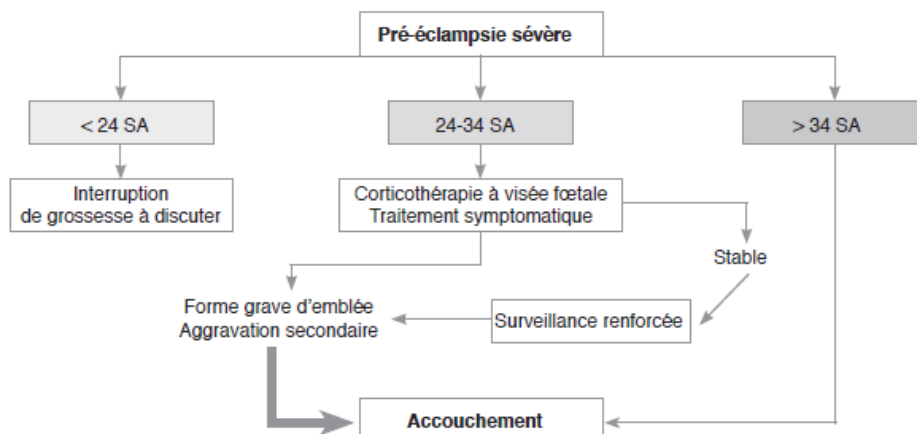 Pré-éclampsie sévère
< 24 SA
24-34 SA
> 34 SA
Interruption
de grossesse à discuter
Corticothérapie à visée fœtale
Traitement symptomatique
Stable
Forme grave d’emblée
Aggravation secondaire
Surveillance renforcée
Accouchement